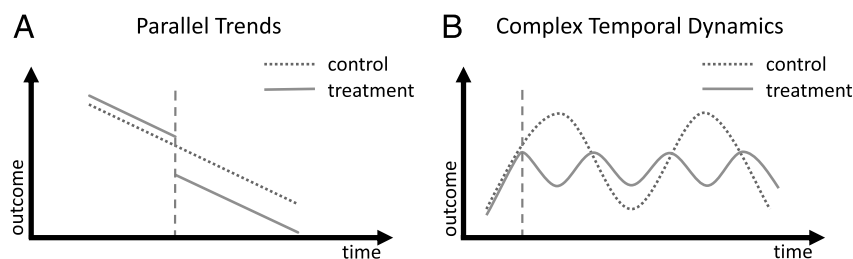 A
Parallel Trends
control
treatment
outcome
time
B
Complex Temporal Dynamics
control
treatment
outcome
time